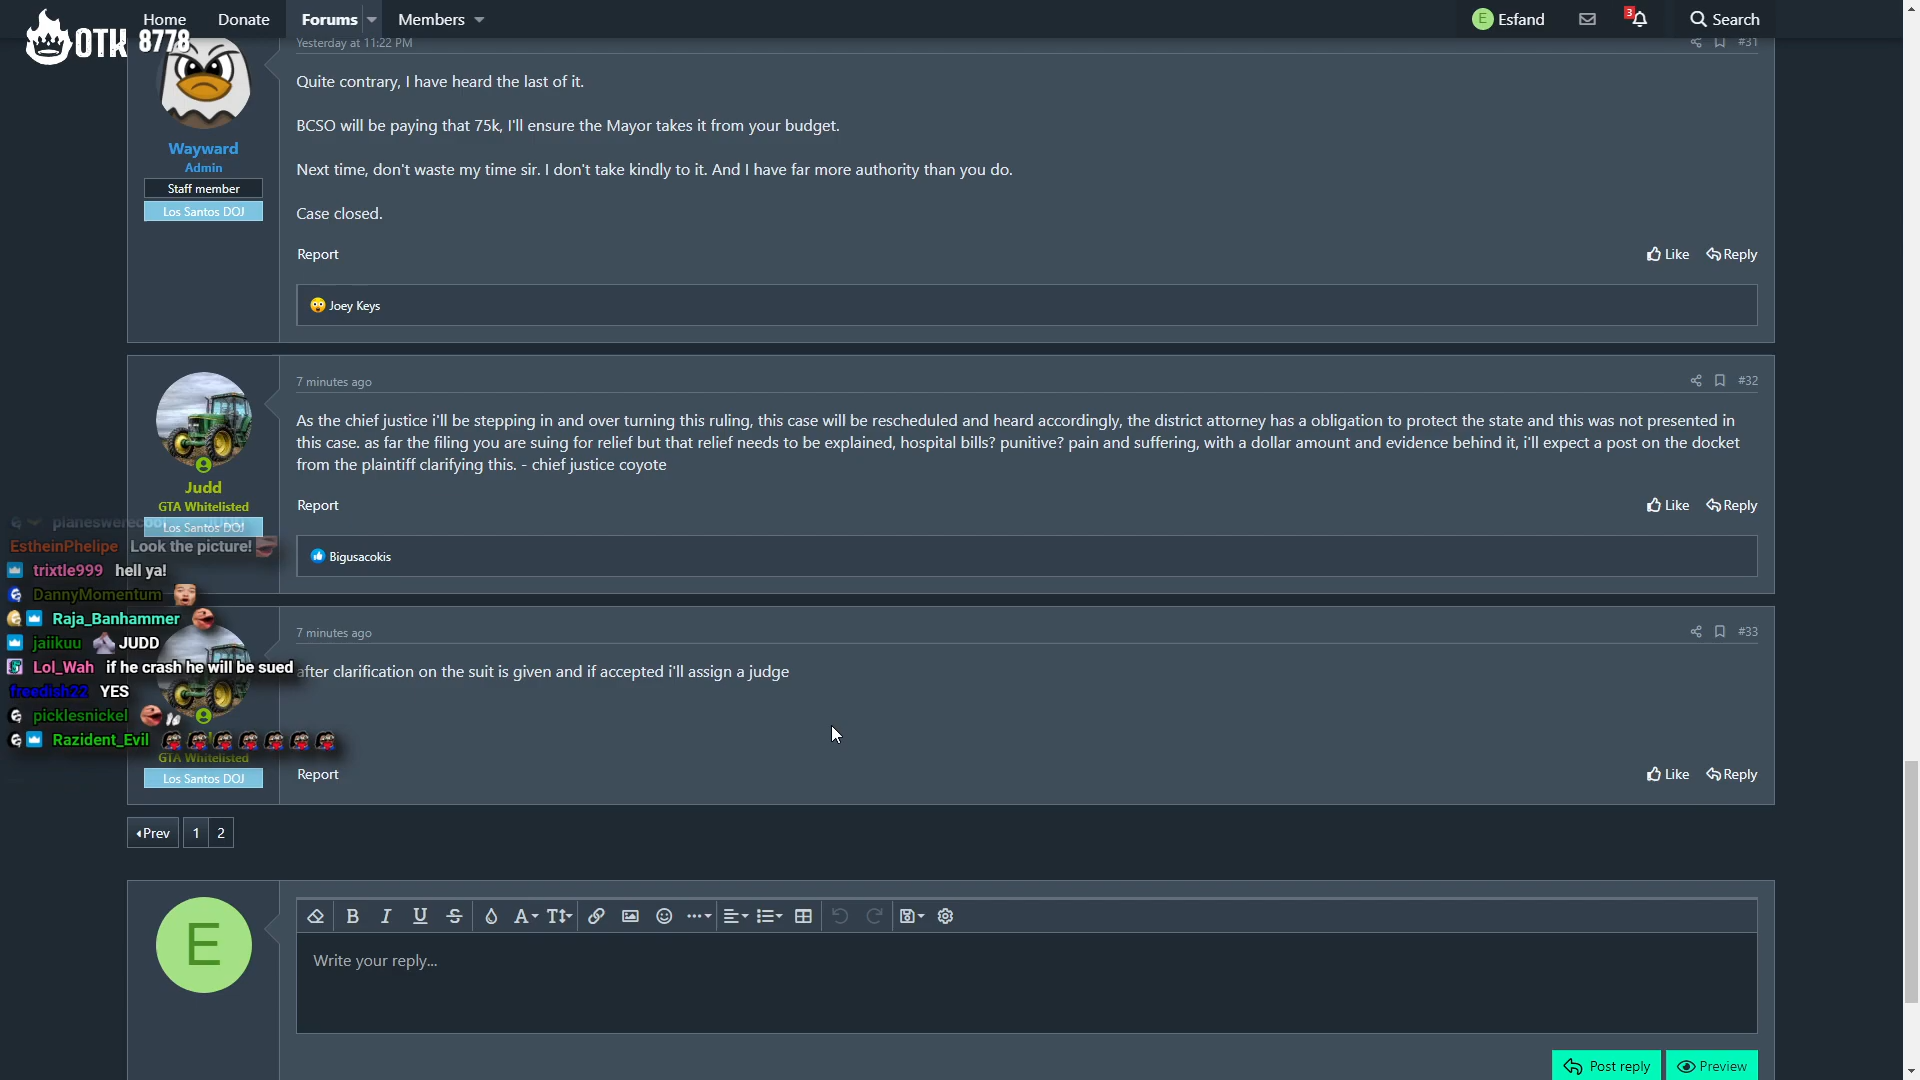 Home Donate Forums Members Esfand 3 Search
OTK 8778
Yesterday at 11:22 PM #31
Quite contrary, I have heard the last of it.
BCSO will be paying that 75k, I'll ensure the Mayor takes it from your budget.
Wayward
Admin
Next time, don't waste my time sir. I don't take kindly to it. And I have far more authority than you do.
Staff member
Los Santos DOJ
Case closed.
Report Like Reply
Joey Keys
7 minutes ago #32
As the chief justice i'll be stepping in and over turning this ruling, this case will be rescheduled and heard accordingly, the district attorney has a obligation to protect the state and this was not presented in
this case. as far the filing you are suing for relief but that relief needs to be explained, hospital bills? punitive? pain and suffering, with a dollar amount and evidence behind it, i'll expect a post on the docket
from the plaintiff clarifying this. - chief justice coyote
Judd
GTA Whitelisted
Los Santos DOJ
Report Like Reply
Bigusacokis
EstheinPhelipe Look the picture!
trixtle999 hell ya!
DannyMomentum
Raja_Banhammer
jaiikuu JUDD
Lol_Wah if he crash he will be sued
freedish22 YES
picklesnickel
Razident_Evil
7 minutes ago #33
after clarification on the suit is given and if accepted i'll assign a judge
GTA Whitelisted
Los Santos DOJ
Report Like Reply
Prev 1 2
E
Write your reply...
Post reply Preview